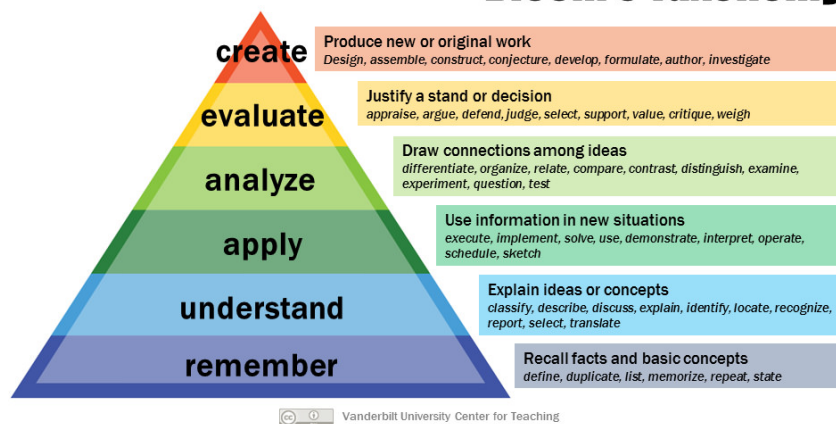 create
Produce new or original work
Design, assemble, construct, conjecture, develop, formulate, author, investigate
evaluate
Justify a stand or decision
appraise, argue, defend, judge, select, support, value, critique, weigh
analyze
Draw connections among ideas
differentiate, organize, relate, compare, contrast, distinguish, examine,
experiment, question, test
apply
Use information in new situations
execute, implement, solve, use, demonstrate, interpret, operate,
schedule, sketch
understand
Explain ideas or concepts
classify, describe, discuss, explain, identify, locate, recognize,
report, select, translate
remember
Recall facts and basic concepts
define, duplicate, list, memorize, repeat, state
cc
Vanderbilt University Center for Teaching